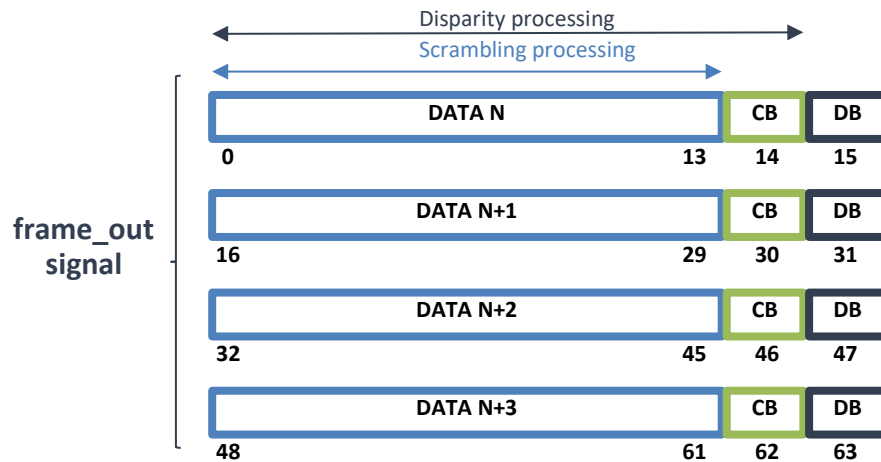 Disparity processing
Scrambling processing
DATA N CB DB
0 13 14 15
frame_out
signal
DATA N+1 CB DB
16 29 30 31
DATA N+2 CB DB
32 45 46 47
DATA N+3 CB DB
48 61 62 63